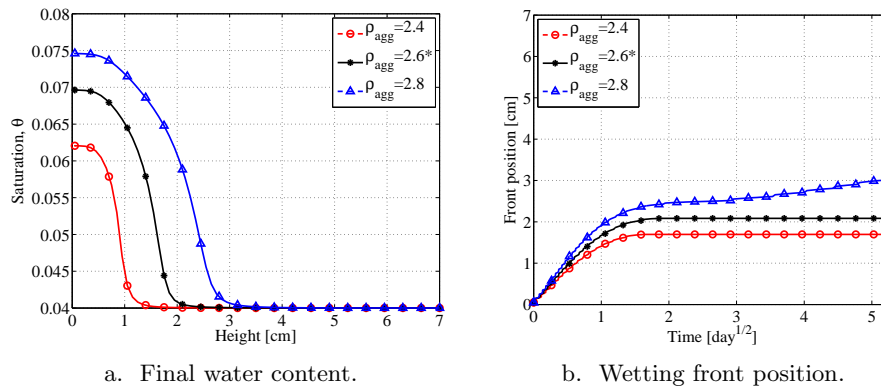 0.08
0.075
0.07
0.065
0.06
0.055
0.05
0.045
0.04
Saturation, θ
0 1 2 3 4 5 6 7
Height [cm]
ρagg=2.4
ρagg=2.6*
ρagg=2.8
a. Final water content.
7
6
5
4
3
2
1
0
Front position [cm]
0 1 2 3 4 5
Time [day1/2]
ρagg=2.4
ρagg=2.6*
ρagg=2.8
b. Wetting front position.